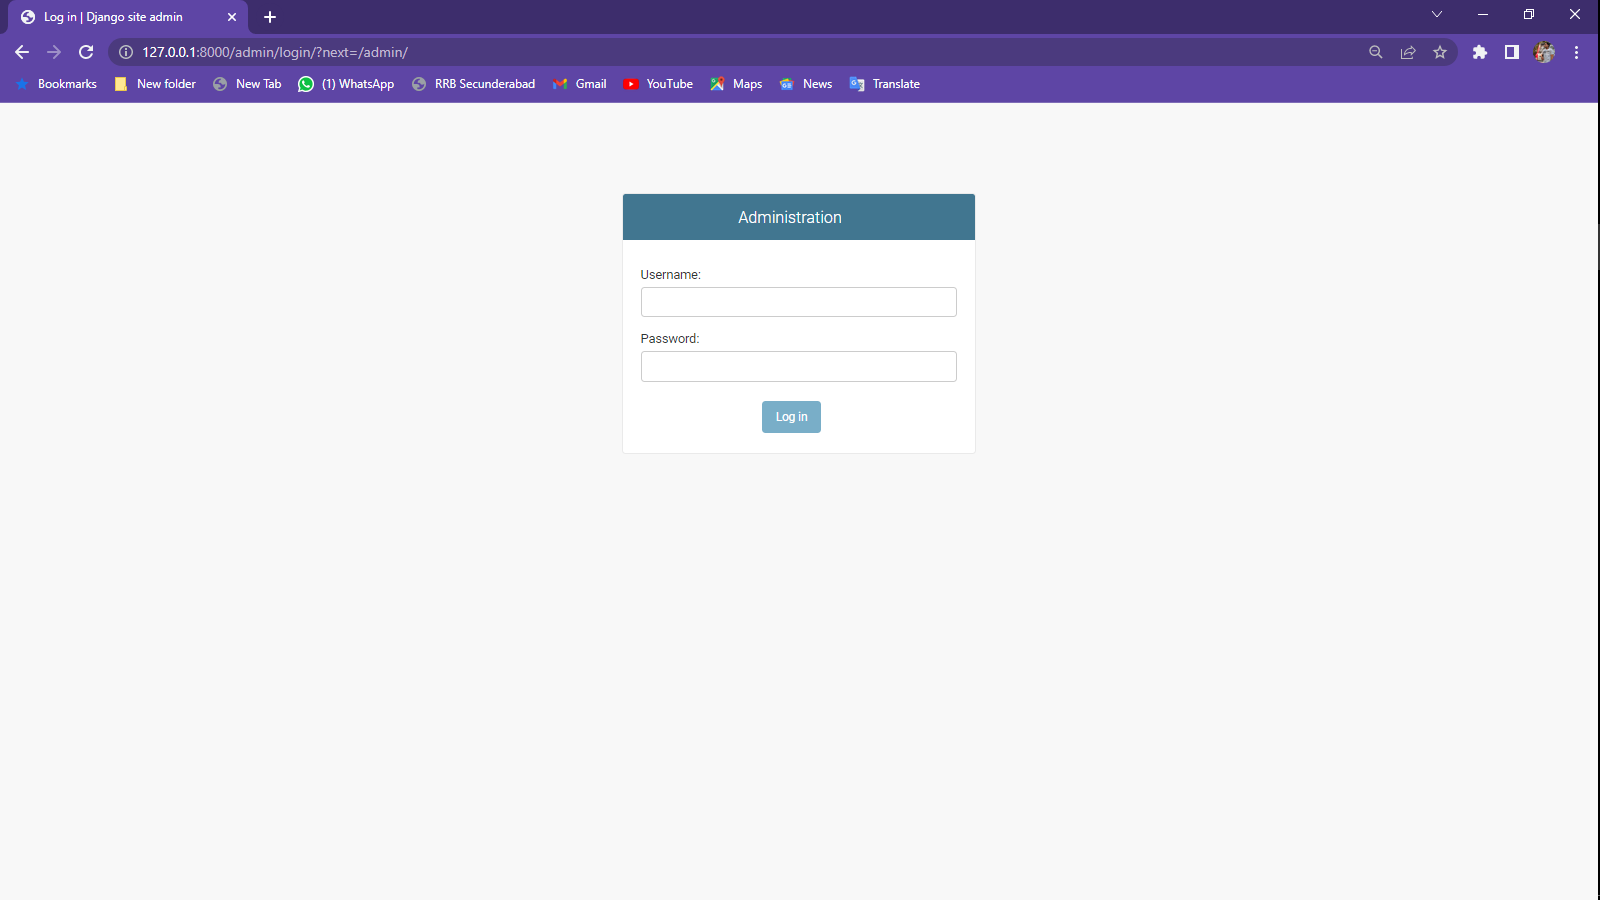 Log in | Django site admin
127.0.0.1:8000/admin/login/?next=/admin/
Bookmarks New folder New Tab (1) WhatsApp RRB Secunderabad Gmail YouTube Maps News Translate
Administration
Username:
Password:
Log in